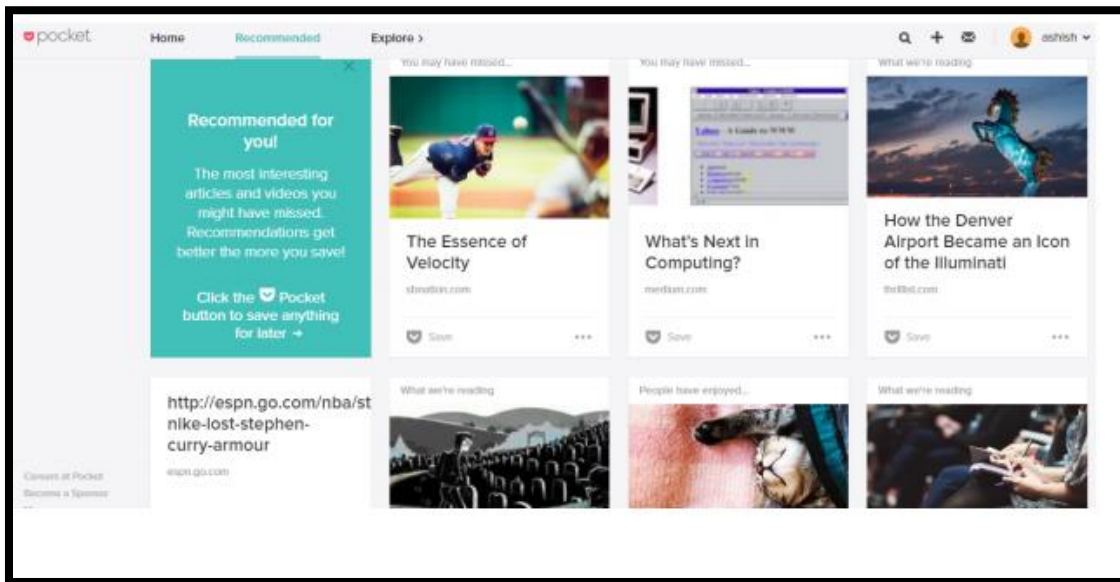 pocket
Home
Recommended
Explore ›
ashish
Recommended for
you!
The most interesting
articles and videos you
might have missed.
Recommendations get
better the more you save!
Click the Pocket
button to save anything
for later →
You may have missed...
The Essence of
Velocity
sbnation.com
Save
You may have missed...
What's Next in
Computing?
medium.com
Save
What we're reading
How the Denver
Airport Became an Icon
of the Illuminati
thrillist.com
Save
http://espn.go.com/nba/st
nike-lost-stephen-
curry-armour
espn.go.com
What we're reading
People have enjoyed...
What we're reading
Careers at Pocket
Become a Sponsor